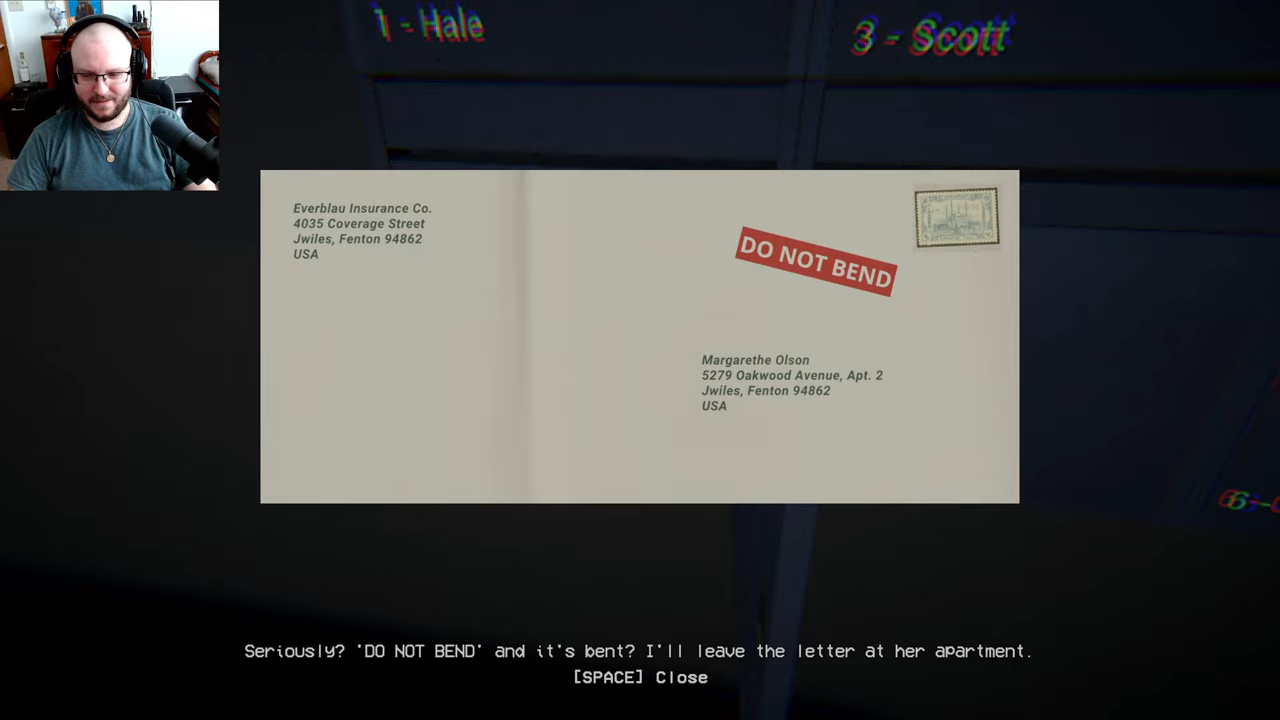 1 - Hale
3 - Scott
Everblau Insurance Co.
4035 Coverage Street
Jwiles, Fenton 94862
USA
DO NOT BEND
Margarethe Olson
5279 Oakwood Avenue, Apt. 2
Jwiles, Fenton 94862
USA
6 -
Seriously? 'DO NOT BEND' and it's bent? I'll leave the letter at her apartment.
[SPACE] Close